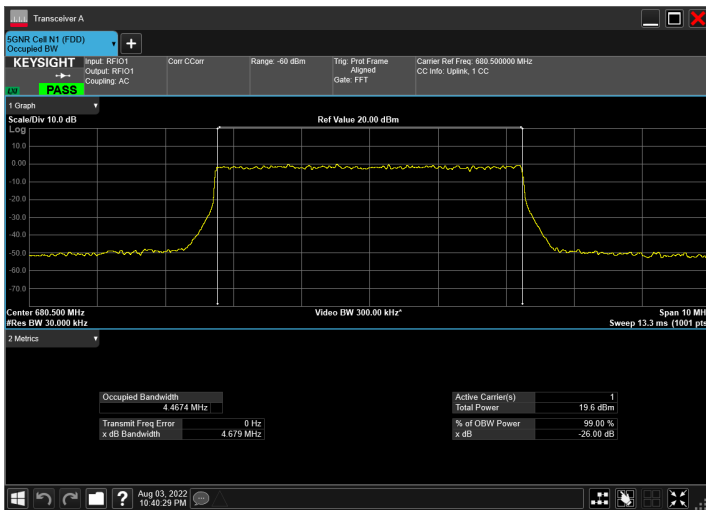 Transceiver A
5GNR Cell N1 (FDD)
Occupied BW
KEYSIGHT
LXI
PASS
Input: RFIO1
Output: RFIO1
Coupling: AC
Corr CCorr
Range: -60 dBm
Trig: Prot Frame
Aligned
Gate: FFT
Carrier Ref Freq: 680.500000 MHz
CC Info: Uplink, 1 CC
1 Graph
Scale/Div 10.0 dB
Ref Value 20.00 dBm
Log
10.0
0.00
-10.0
-20.0
-30.0
-40.0
-50.0
-60.0
-70.0
Center 680.500 MHz
Video BW 300.00 kHz*
Span 10 MH
#Res BW 30.000 kHz
Sweep 13.3 ms (1001 pts
2 Metrics
Occupied Bandwidth
4.4674 MHz
Transmit Freq Error 0 Hz
x dB Bandwidth 4.679 MHz
Active Carrier(s) 1
Total Power 19.6 dBm
% of OBW Power 99.00 %
x dB -26.00 dB
?
Aug 03, 2022
10:40:29 PM